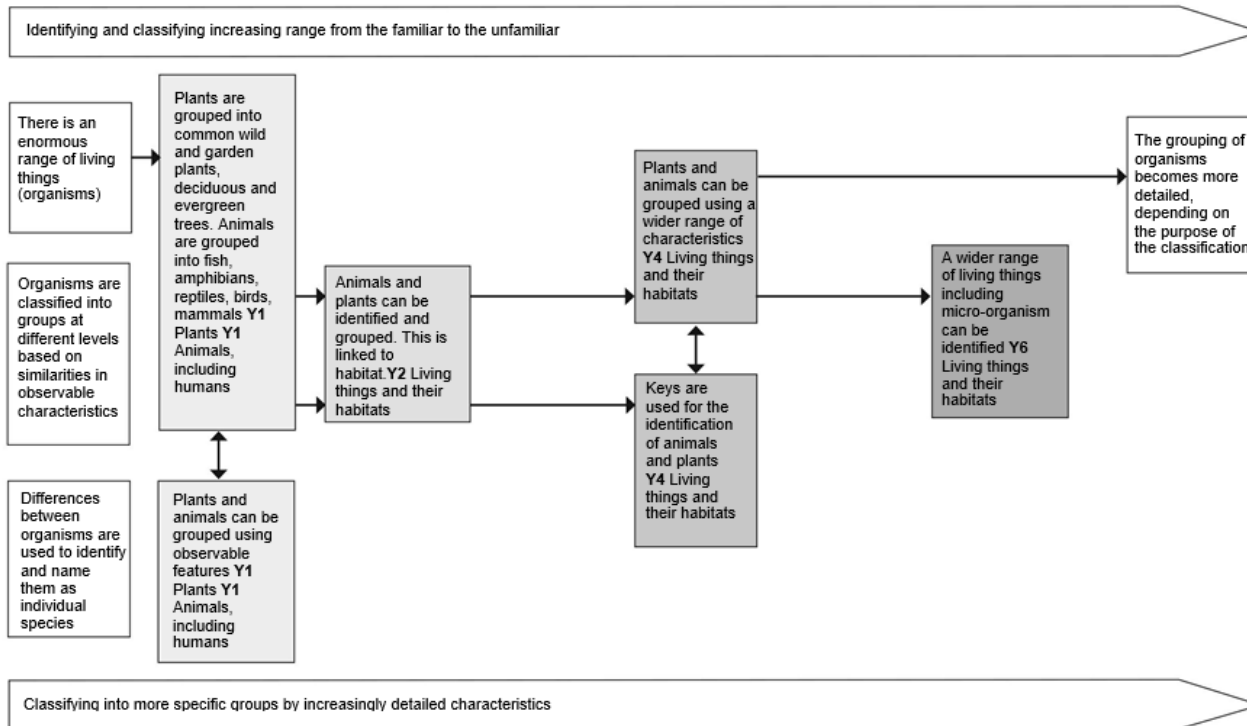 Identifying and classifying increasing range from the familiar to the unfamiliar
There is an
enormous
range of living
things
(organisms)
Organisms are
classified into
groups at
different levels
based on
similarities in
observable
characteristics
Differences
between
organisms are
used to identify
and name
them as
individual
species
Plants are
grouped into
common wild
and garden
plants,
deciduous and
evergreen
trees. Animals
are grouped
into fish,
amphibians,
reptiles, birds,
mammals Y1
Plants Y1
Animals,
including
humans
Plants and
animals can be
grouped using
observable
features Y1
Plants Y1
Animals,
including
humans
Animals and
plants can be
identified and
grouped. This is
linked to
habitat.Y2 Living
things and their
habitats
Plants and
animals can be
grouped using a
wider range of
characteristics
Y4 Living things
and their
habitats
Keys are
used for the
identification
of animals
and plants
Y4 Living
things and
their habitats
A wider range
of living things
including
micro-organism
can be
identified Y6
Living things
and their
habitats
The grouping of
organisms
becomes more
detailed,
depending on
the purpose of
the classification
Classifying into more specific groups by increasingly detailed characteristics